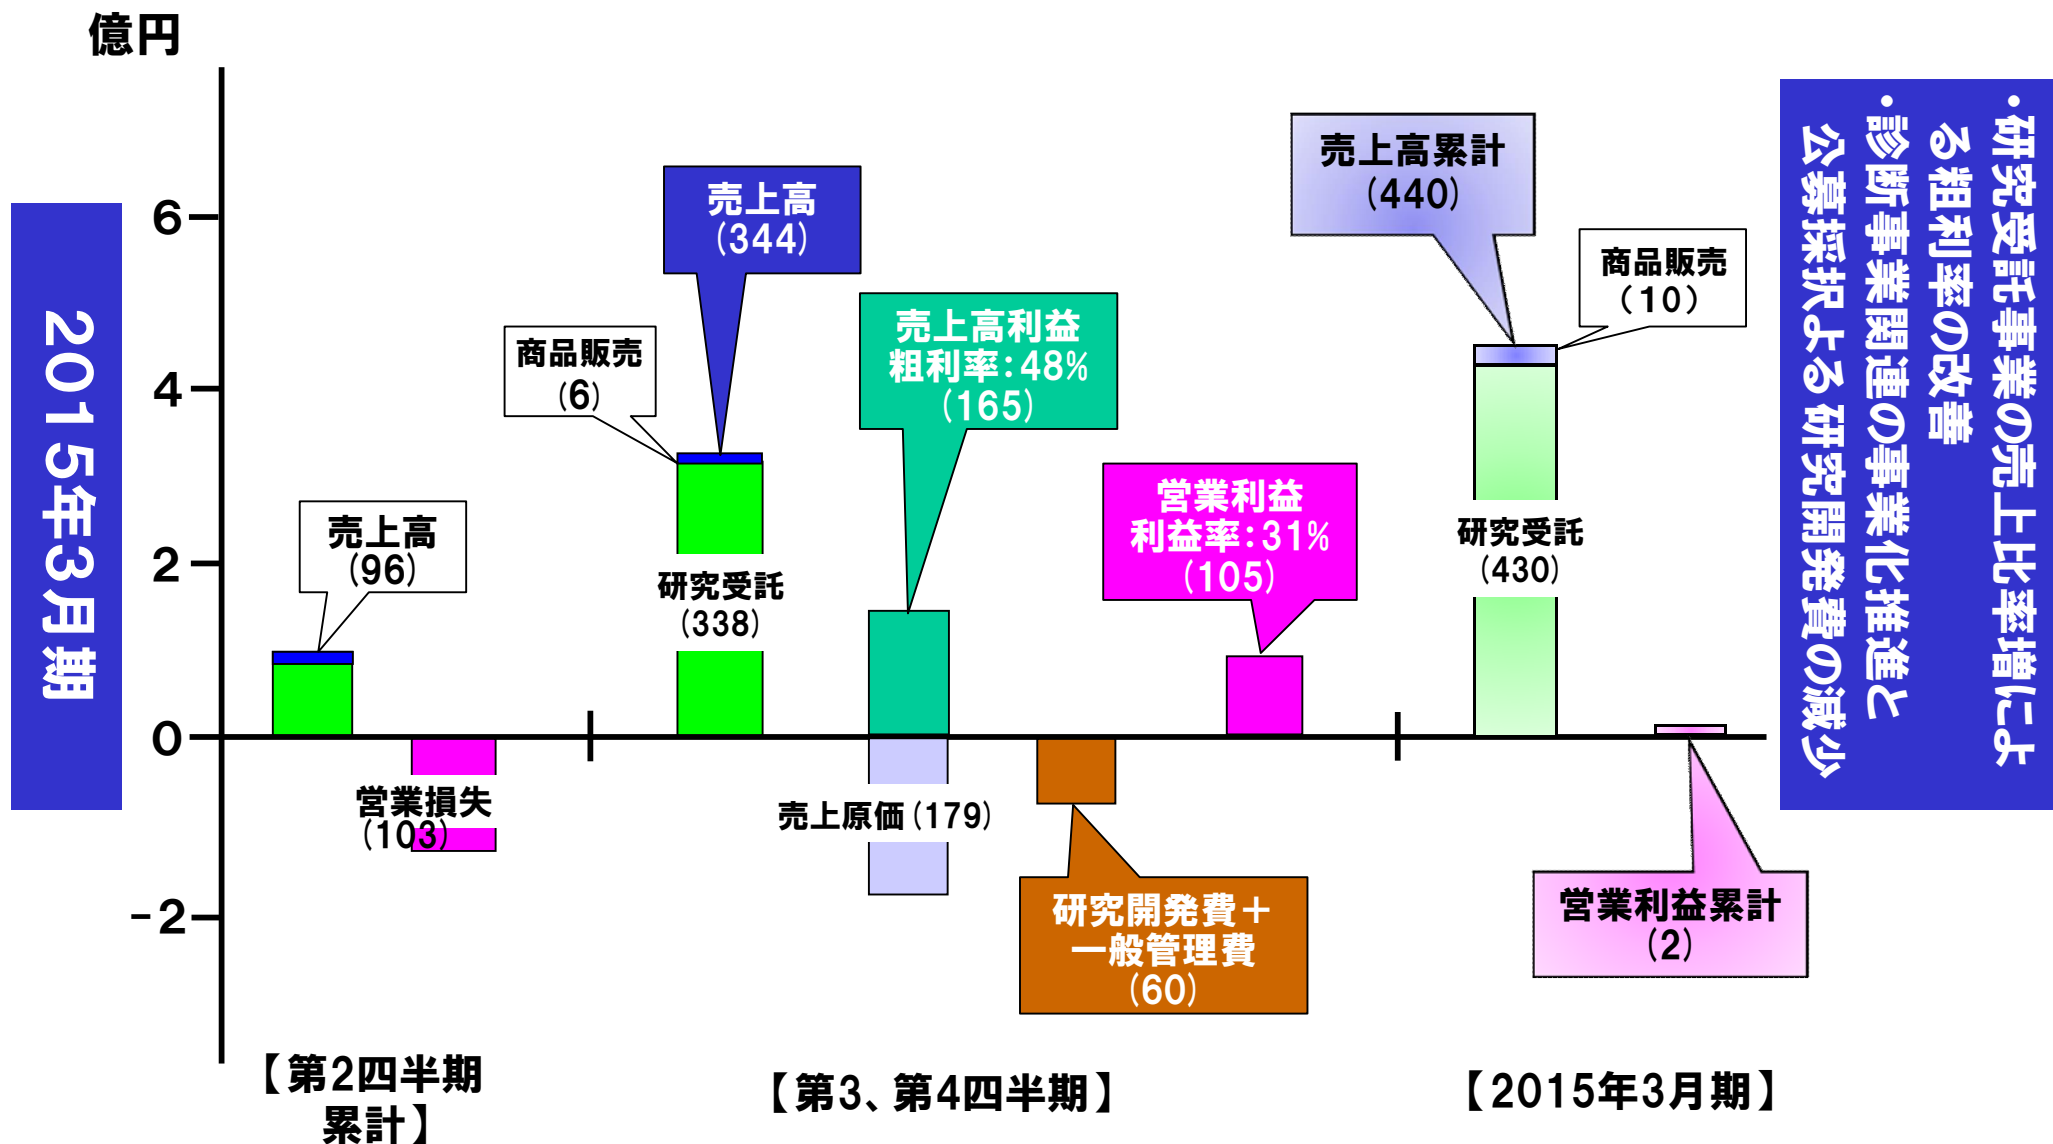 億円
6
4
2
0
-2
2015年3月期
売上高
(96)
営業損失
(103)
商品販売
(6)
売上高
(344)
研究受託
(338)
売上高利益
粗利率:48%
(165)
売上原価(179)
研究開発費＋
一般管理費
(60)
営業利益
利益率:31%
(105)
売上高累計
(440)
商品販売
(10)
研究受託
(430)
営業利益累計
(2)
【第2四半期
累計】
【第3、第4四半期】
【2015年3月期】
・研究受託事業の売上比率増によ
る粗利率の改善
・診断事業関連の事業化推進と
公募採択よる研究開発費の減少